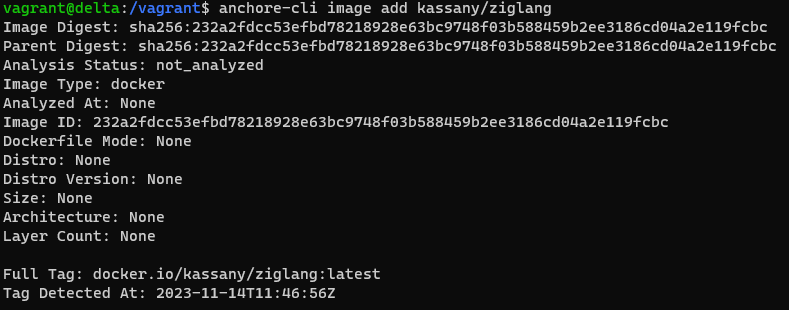 vagrant@delta:/vagrant$ anchore-cli image add kassany/ziglang
Image Digest: sha256:232a2fdcc53efbd78218928e63bc9748f03b588459b2ee3186cd04a2e119fcbc
Parent Digest: sha256:232a2fdcc53efbd78218928e63bc9748f03b588459b2ee3186cd04a2e119fcbc
Analysis Status: not_analyzed
Image Type: docker
Analyzed At: None
Image ID: 232a2fdcc53efbd78218928e63bc9748f03b588459b2ee3186cd04a2e119fcbc
Dockerfile Mode: None
Distro: None
Distro Version: None
Size: None
Architecture: None
Layer Count: None

Full Tag: docker.io/kassany/ziglang:latest
Tag Detected At: 2023-11-14T11:46:56Z